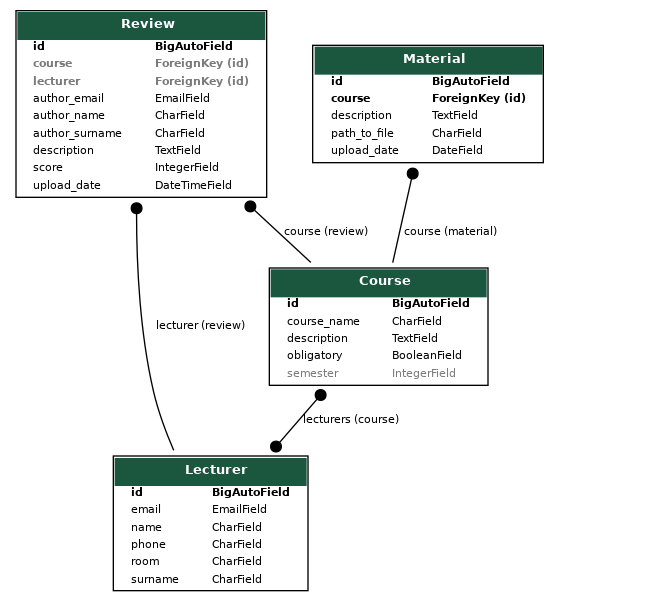 Review
id BigAutoField
course ForeignKey (id)
lecturer ForeignKey (id)
author_email EmailField
author_name CharField
author_surname CharField
description TextField
score IntegerField
upload_date DateTimeField
Material
id BigAutoField
course ForeignKey (id)
description TextField
path_to_file CharField
upload_date DateField
course (review)
course (material)
Course
id BigAutoField
course_name CharField
description TextField
obligatory BooleanField
semester IntegerField
lecturer (review)
lecturers (course)
Lecturer
id BigAutoField
email EmailField
name CharField
phone CharField
room CharField
surname CharField